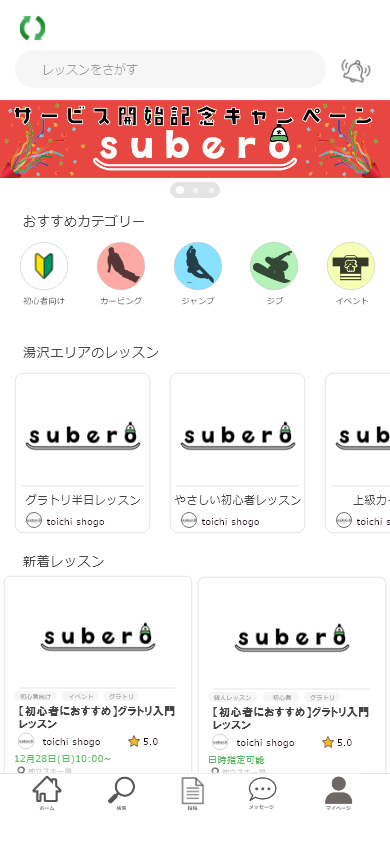 レッスンをさがす
サービス開始記念キャンペーン
subero
おすすめカテゴリー
初心者向け カービング ジャンプ ジブ イベント
湯沢エリアのレッスン
subero subero sub
グラトリ半日レッスン やさしい初心者レッスン 上級カー
toichi shogo toichi shogo toichi s
新着レッスン
subero subero
初心者向け イベント グラトリ 個人レッスン 初心者 グラトリ
【初心者におすすめ】グラトリ入門レッスン
【初心者におすすめ】グラトリ入門レッスン
toichi shogo 5.0 toichi shogo 5.0
12月28日(日)10:00~ 日時指定可能
ホーム 検索 投稿 メッセージ マイページ